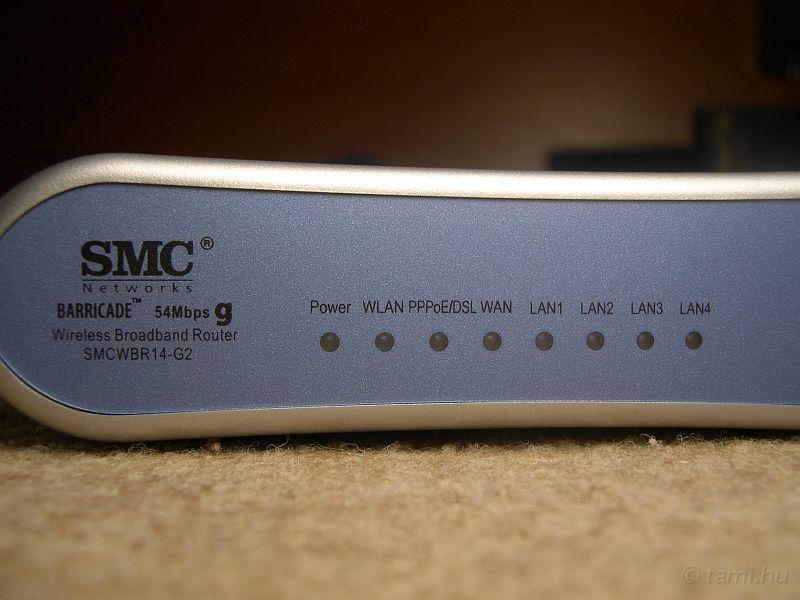 SMC®
Networks
BARRICADE™ 54Mbps g
Wireless Broadband Router
SMCWBR14-G2
Power WLAN PPPoE/DSL WAN LAN1 LAN2 LAN3 LAN4
© tami.hu